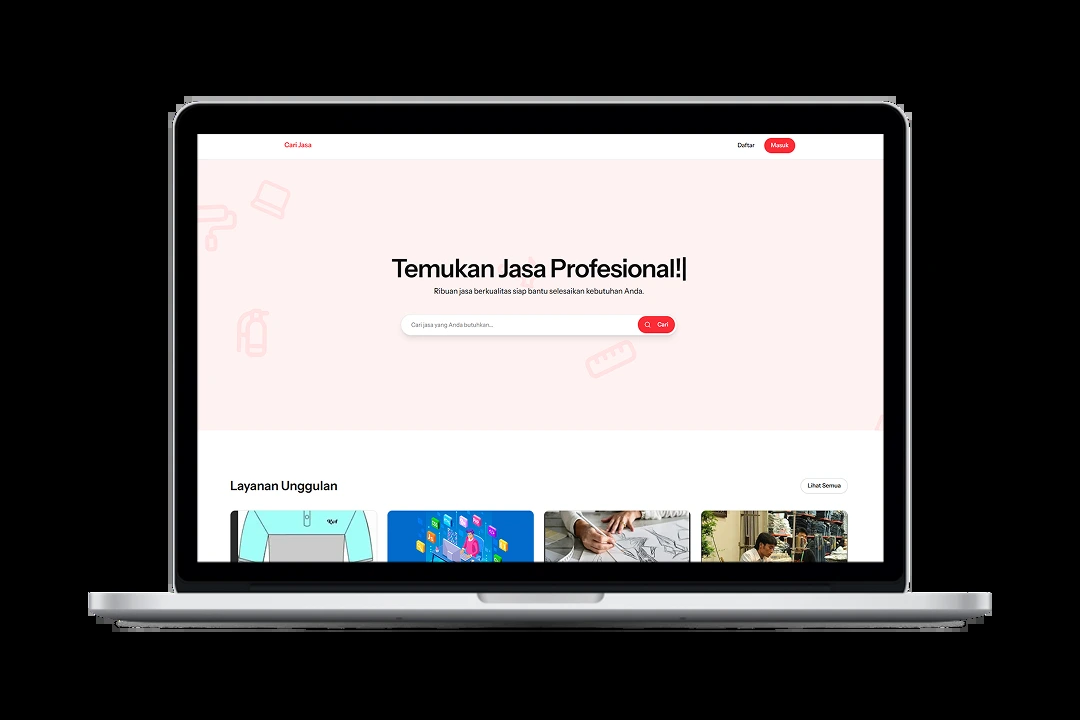 Cari Jasa
Daftar
Masuk
Temukan Jasa Profesional!|
Ribuan jasa berkualitas siap bantu selesaikan kebutuhan Anda.
Cari jasa yang Anda butuhkan...
Cari
Layanan Unggulan
Lihat Semua